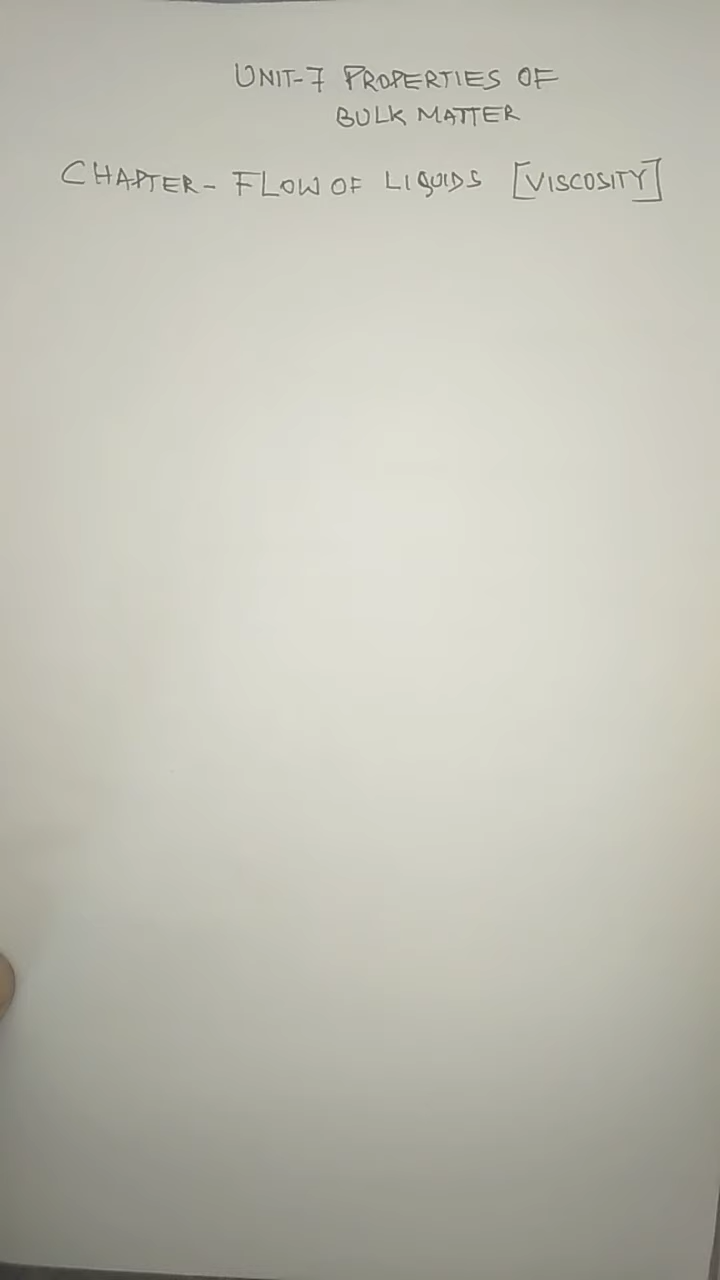 UNIT-7 PROPERTIES OF
BULK MATTER
CHAPTER- FLOW OF LIQUIDS [VISCOSITY]